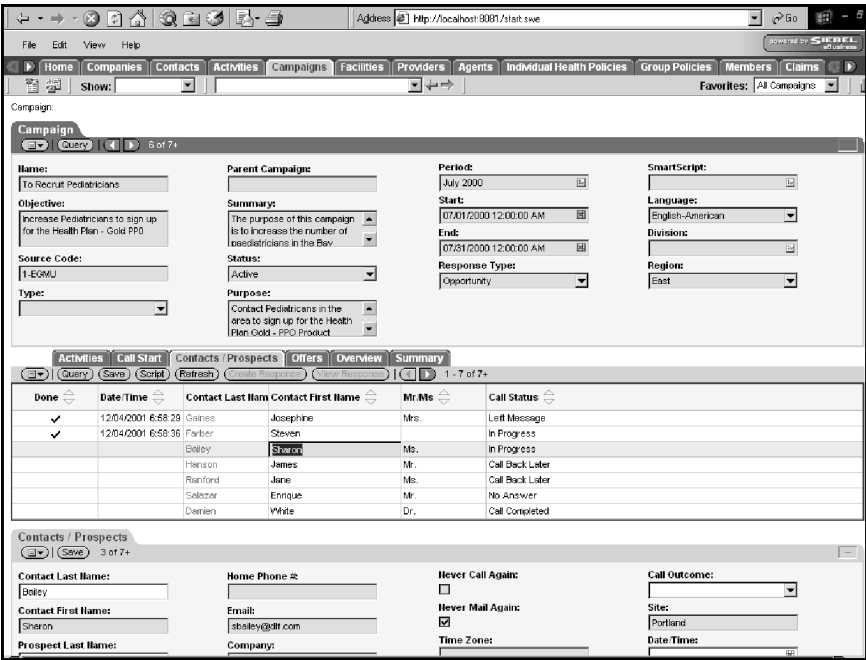 Address http://localhost:8081/start.swe Go
File Edit View Help powered by SIEBEL eBusiness
Home Companies Contacts Activities Campaigns Facilities Providers Agents Individual Health Policies Group Policies Members Claims
Show: Favorites: All Campaigns
Campaign:
Campaign
Query 6 of 7+
Name: Parent Campaign: Period: SmartScript:
To Recruit Pediatricians July 2000
Objective: Summary: Start: Language:
Increase Pediatricians to sign up The purpose of this campaign 07/01/2000 12:00:00 AM English-American
for the Health Plan - Gold PPO is to increase the number of End: Division:
paediatricians in the Bay 07/31/2000 12:00:00 AM
Source Code: Status: Response Type: Region:
1-EGMU Active Opportunity East
Type: Purpose:
Contact Pediatricans in the
area to sign up for the Health
Plan Gold - PPO Product
Activities Call Start Contacts / Prospects Offers Overview Summary
Query Save Script Refresh Create Response View Response 1 - 7 of 7+
Done Date/Time Contact Last Nam Contact First Name Mr.Ms Call Status
12/04/2001 6:58:29 Gaines Josephine Mrs. Left Message
12/04/2001 6:58:36 Farber Steven In Progress
Bailey Sharon Ms. In Progress
Hanson James Mr. Call Back Later
Ranford Jane Ms. Call Back Later
Salazar Enrique Mr. No Answer
Damien White Dr. Call Completed
Contacts / Prospects
Save 3 of 7+
Contact Last Name: Home Phone #: Never Call Again: Call Outcome:
Bailey
Contact First Name: Email: Never Mail Again: Site:
Sharon sbailey@dlf.com Portland
Prospect Last Name: Company: Time Zone: Date/Time: